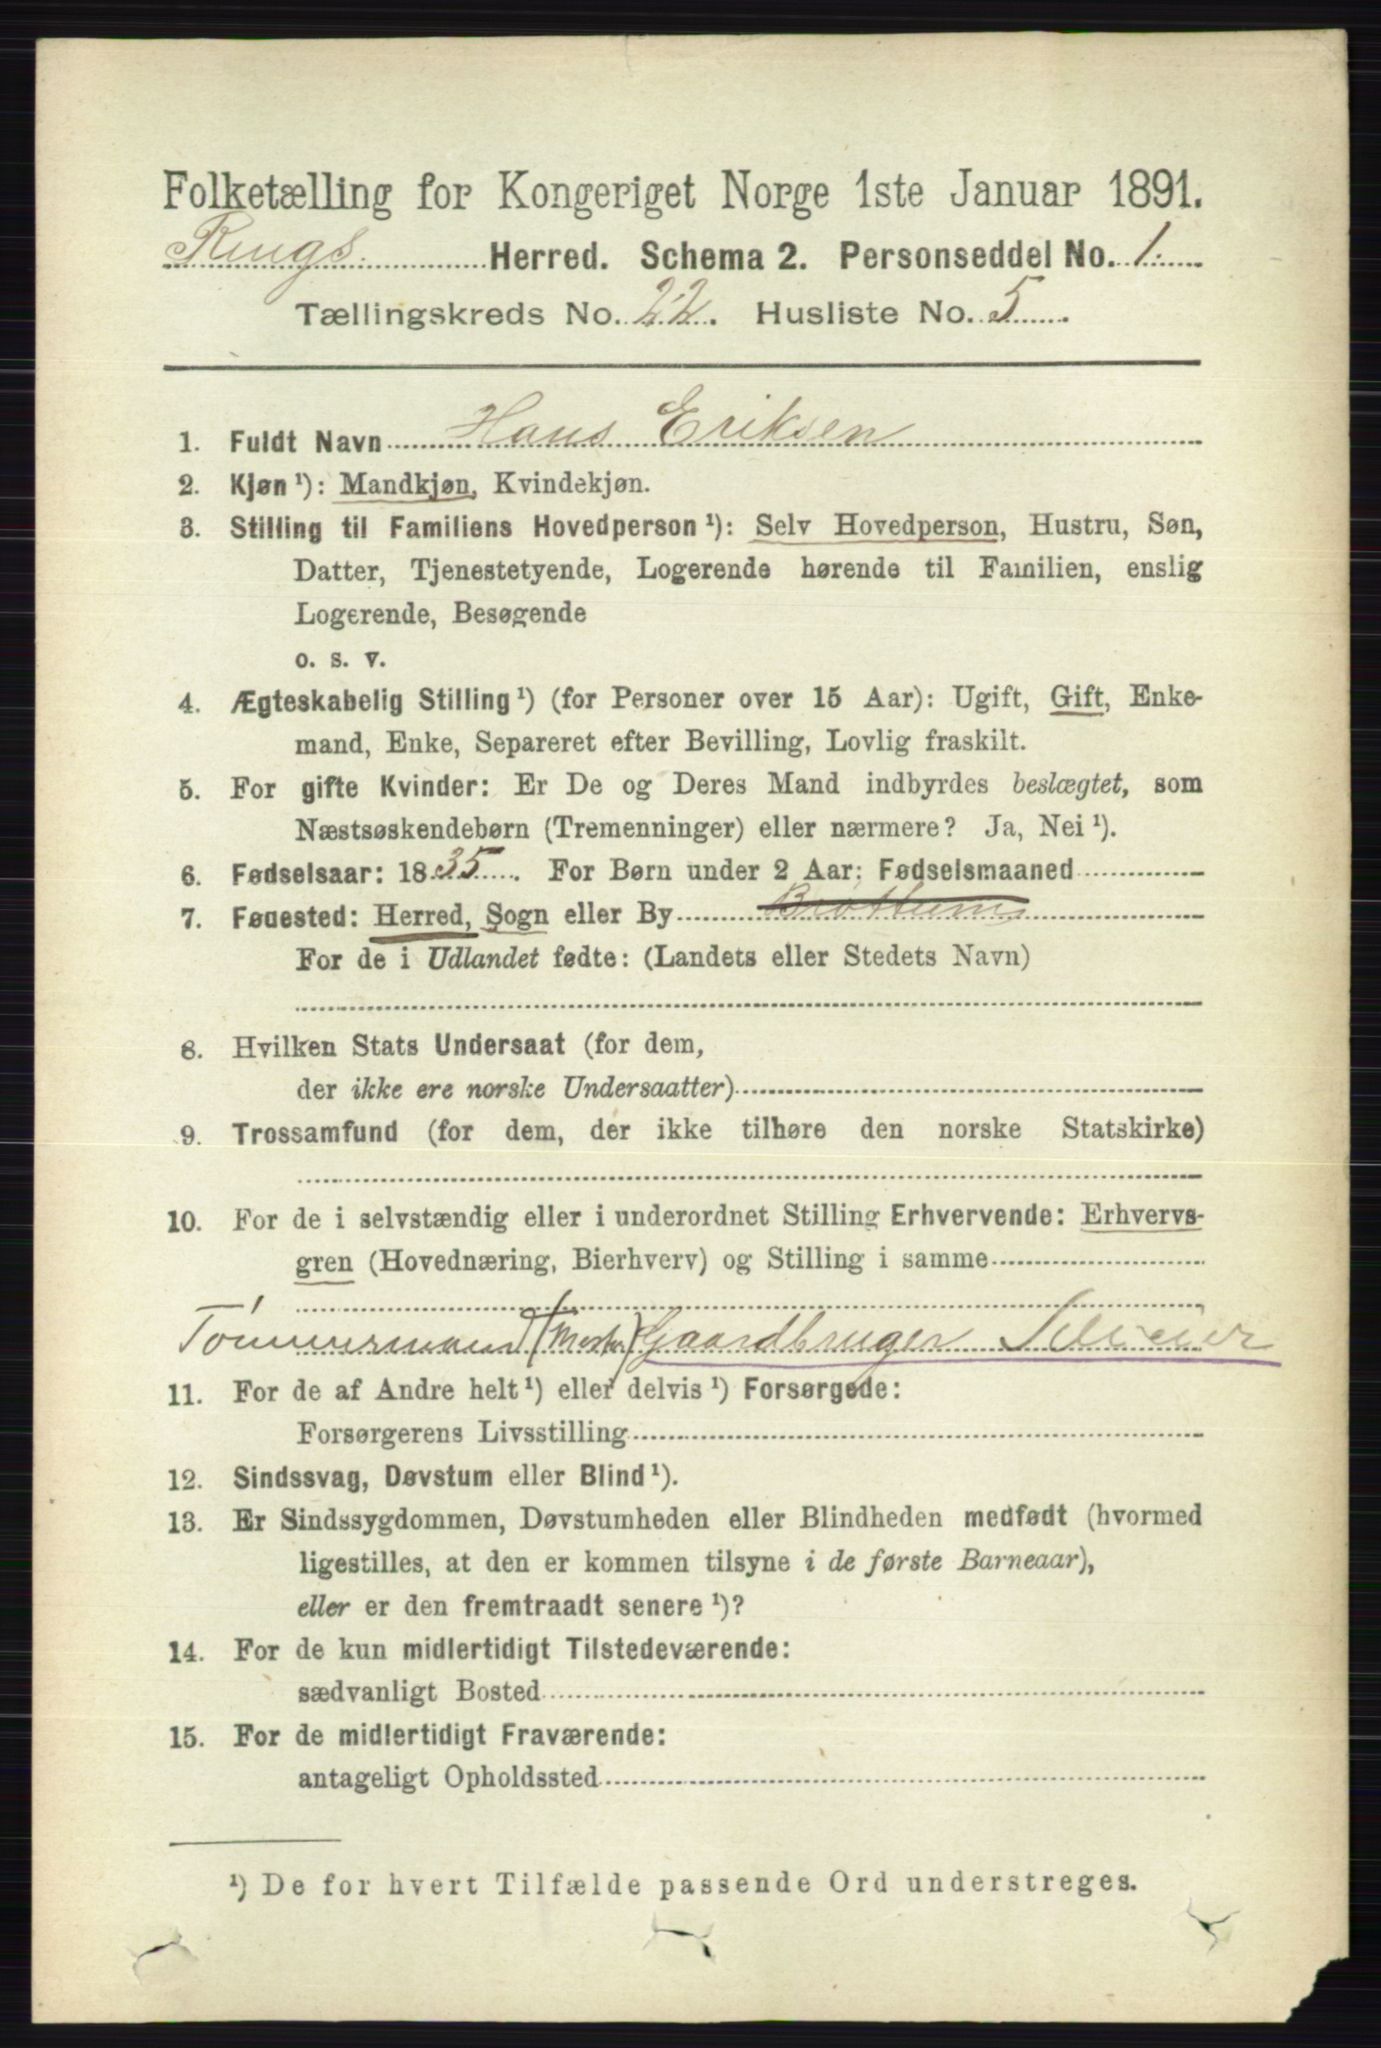 Folketælling for Kongeriget Norge 1ste Januar 1891.
Rings Herred. Schema 2. Personseddel No. 1.
Tællingskreds No. 22. Husliste No. 5.
1. Fuldt Navn Hans Eriksen
2. Kjøn ¹): Mandkjøn, Kvindekjøn.
3. Stilling til Familiens Hovedperson ¹): Selv Hovedperson, Hustru, Søn,
Datter, Tjenestetyende, Logerende hørende til Familien, enslig
Logerende, Besøgende
o. s. v.
4. Ægteskabelig Stilling ¹) (for Personer over 15 Aar): Ugift, Gift, Enke-
mand, Enke, Separeret efter Bevilling, Lovlig fraskilt.
5. For gifte Kvinder: Er De og Deres Mand indbyrdes beslægtet, som
Næstsøskendebørn (Tremenninger) eller nærmere? Ja, Nei ¹).
6. Fødselsaar: 1835. For Børn under 2 Aar: Fødselsmaaned
7. Fødested: Herred, Sogn eller By Brøttum
For de i Udlandet fødte: (Landets eller Stedets Navn)
8. Hvilken Stats Undersaat (for dem,
der ikke ere norske Undersaatter)
9. Trossamfund (for dem, der ikke tilhøre den norske Statskirke)
10. For de i selvstændig eller i underordnet Stilling Erhvervende: Erhvervs-
gren (Hovednæring, Bierhverv) og Stilling i samme
Tømmermand (Mester) Gaardbruger Selveier
11. For de af Andre helt ¹) eller delvis ¹) Forsørgede:
Forsørgerens Livsstilling
12. Sindssvag, Døvstum eller Blind ¹).
13. Er Sindssygdommen, Døvstumheden eller Blindheden medfødt (hvormed
ligestilles, at den er kommen tilsyne i de første Barneaar),
eller er den fremtraadt senere ¹)?
14. For de kun midlertidigt Tilstedeværende:
sædvanligt Bosted
15. For de midlertidigt Fraværende:
antageligt Opholdssted
¹) De for hvert Tilfælde passende Ord understreges.